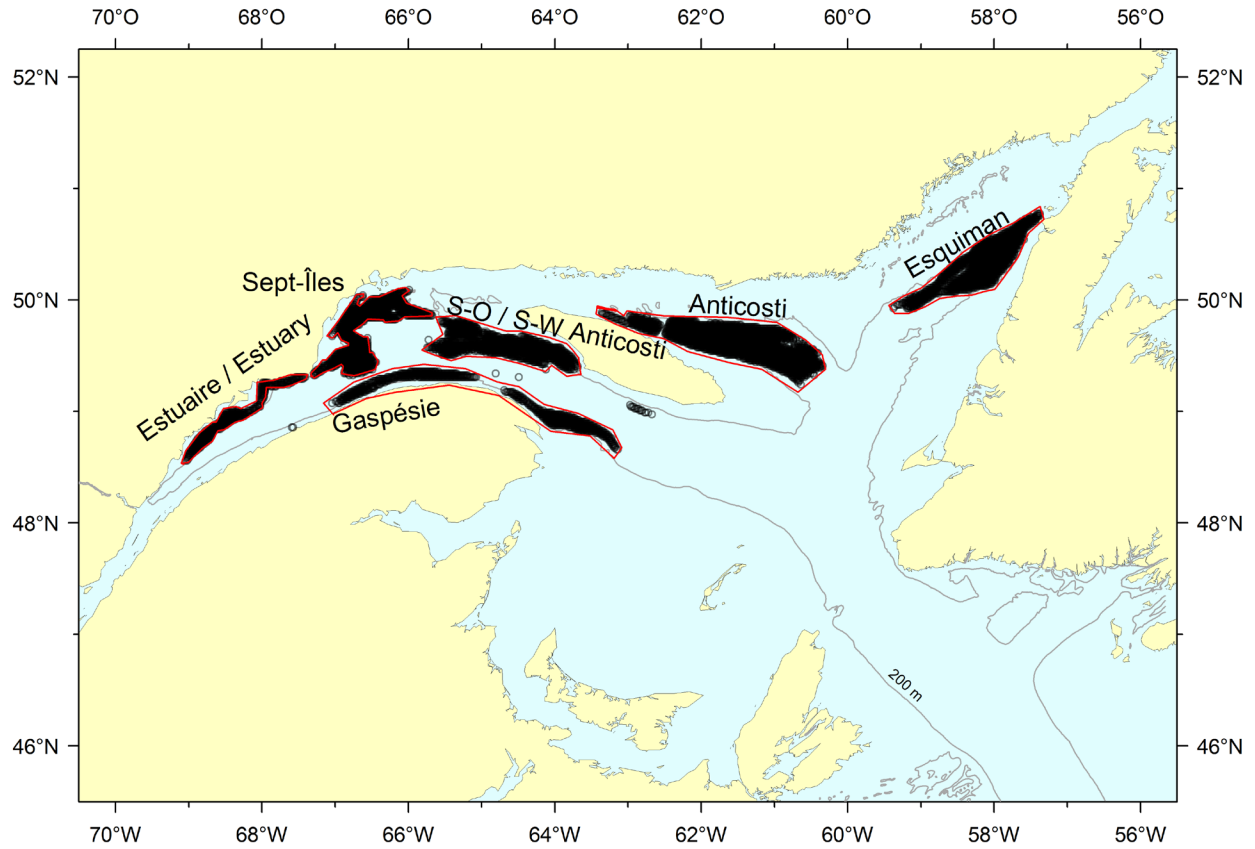 70°O 68°O 66°O 64°O 62°O 60°O 58°O 56°O
52°N 52°N
Esquiman
Sept-Îles
50°N 50°N
Anticosti
S-O / S-W Anticosti
Estuaire / Estuary
Gaspésie
48°N 48°N
200 m
46°N 46°N
70°W 68°W 66°W 64°W 62°W 60°W 58°W 56°W